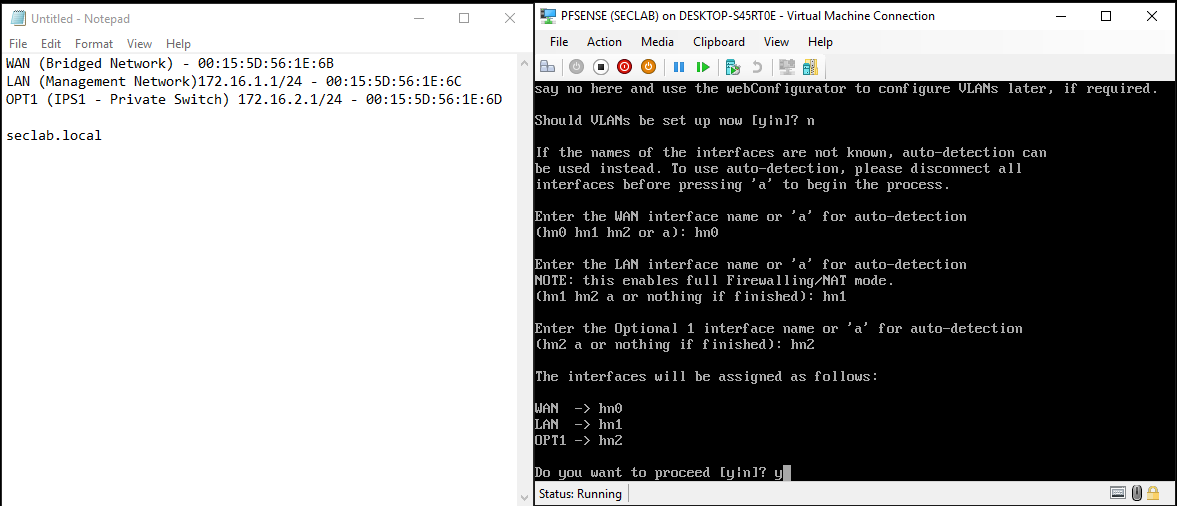 Untitled - Notepad
File Edit Format View Help
WAN (Bridged Network) - 00:15:5D:56:1E:6B
LAN (Management Network)172.16.1.1/24 - 00:15:5D:56:1E:6C
OPT1 (IPS1 - Private Switch) 172.16.2.1/24 - 00:15:5D:56:1E:6D
seclab.local
PFSENSE (SECLAB) on DESKTOP-S45RT0E - Virtual Machine Connection
File Action Media Clipboard View Help
say no here and use the webConfigurator to configure VLANs later, if required.
Should VLANs be set up now [y|n]? n
If the names of the interfaces are not known, auto-detection can
be used instead. To use auto-detection, please disconnect all
interfaces before pressing 'a' to begin the process.
Enter the WAN interface name or 'a' for auto-detection
(hn0 hn1 hn2 or a): hn0
Enter the LAN interface name or 'a' for auto-detection
NOTE: this enables full Firewalling/NAT mode.
(hn1 hn2 a or nothing if finished): hn1
Enter the Optional 1 interface name or 'a' for auto-detection
(hn2 a or nothing if finished): hn2
The interfaces will be assigned as follows:
WAN -> hn0
LAN -> hn1
OPT1 -> hn2
Do you want to proceed [y|n]? y
Status: Running